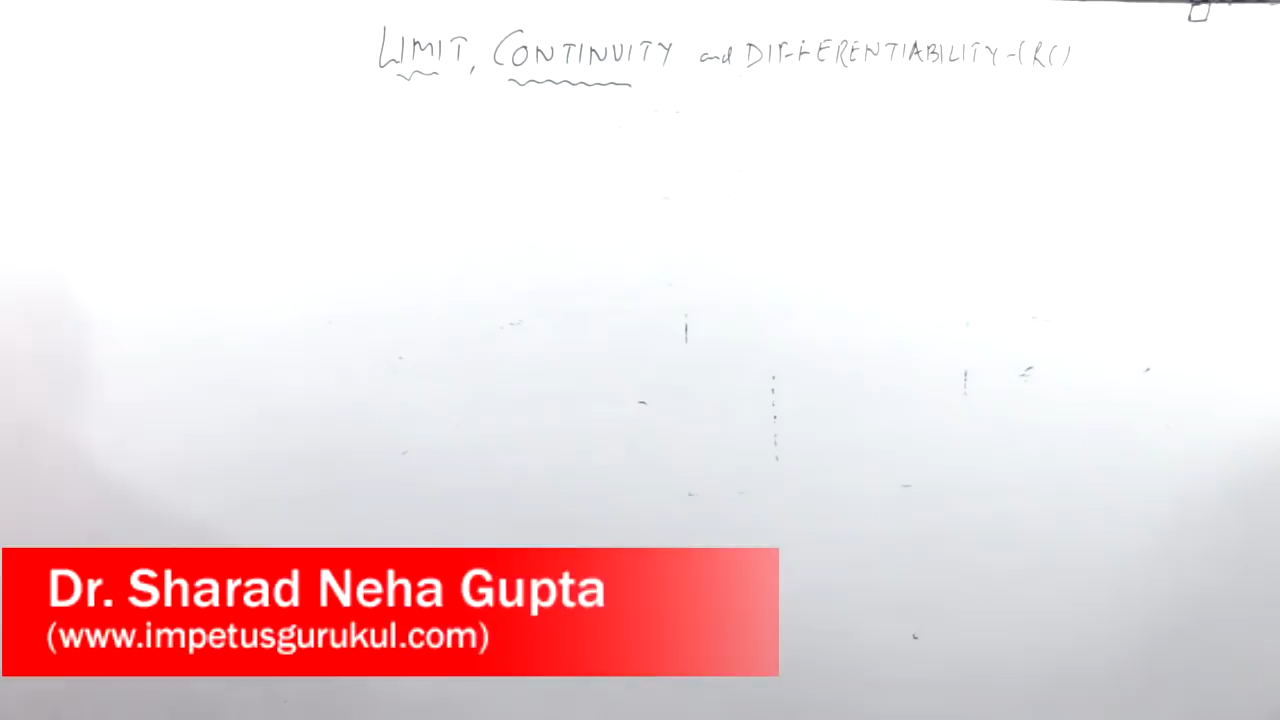 LIMIT, CONTINUITY and DIFFERENTIABILITY -
Dr. Sharad Neha Gupta
(www.impetusgurukul.com)